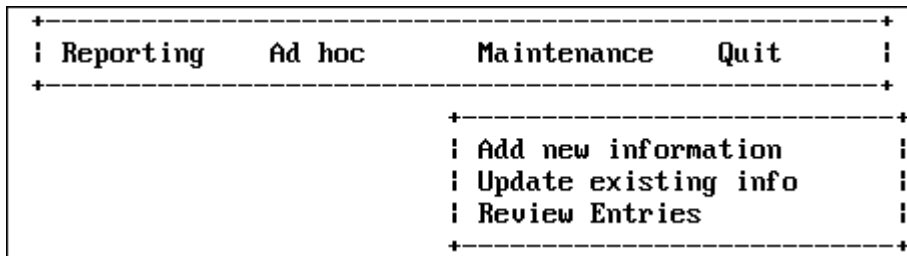 Reporting Ad hoc Maintenance Quit
Add new information
Update existing info
Review Entries